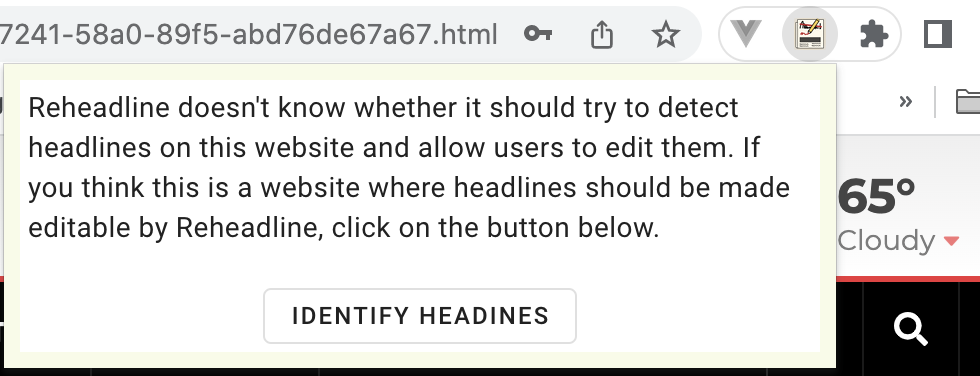 7241-58a0-89f5-abd76de67a67.html
Reheadline doesn't know whether it should try to detect
headlines on this website and allow users to edit them. If
you think this is a website where headlines should be made
editable by Reheadline, click on the button below.
IDENTIFY HEADINES
»
65°
Cloudy